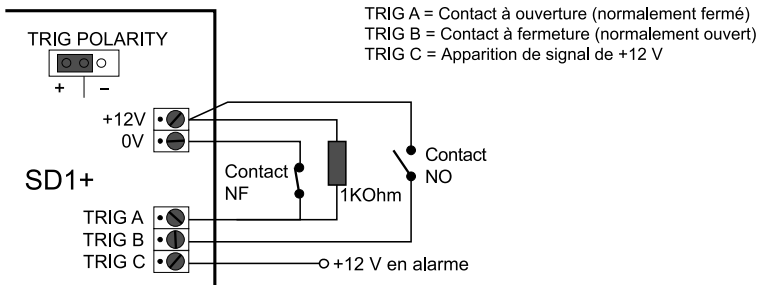 TRIG A = Contact à ouverture (normalement fermé)
TRIG B = Contact à fermeture (normalement ouvert)
TRIG C = Apparition de signal de +12 V
TRIG POLARITY
+ –
+12V
0V
SD1+
Contact
NF
1KOhm
Contact
NO
TRIG A
TRIG B
TRIG C
+12 V en alarme